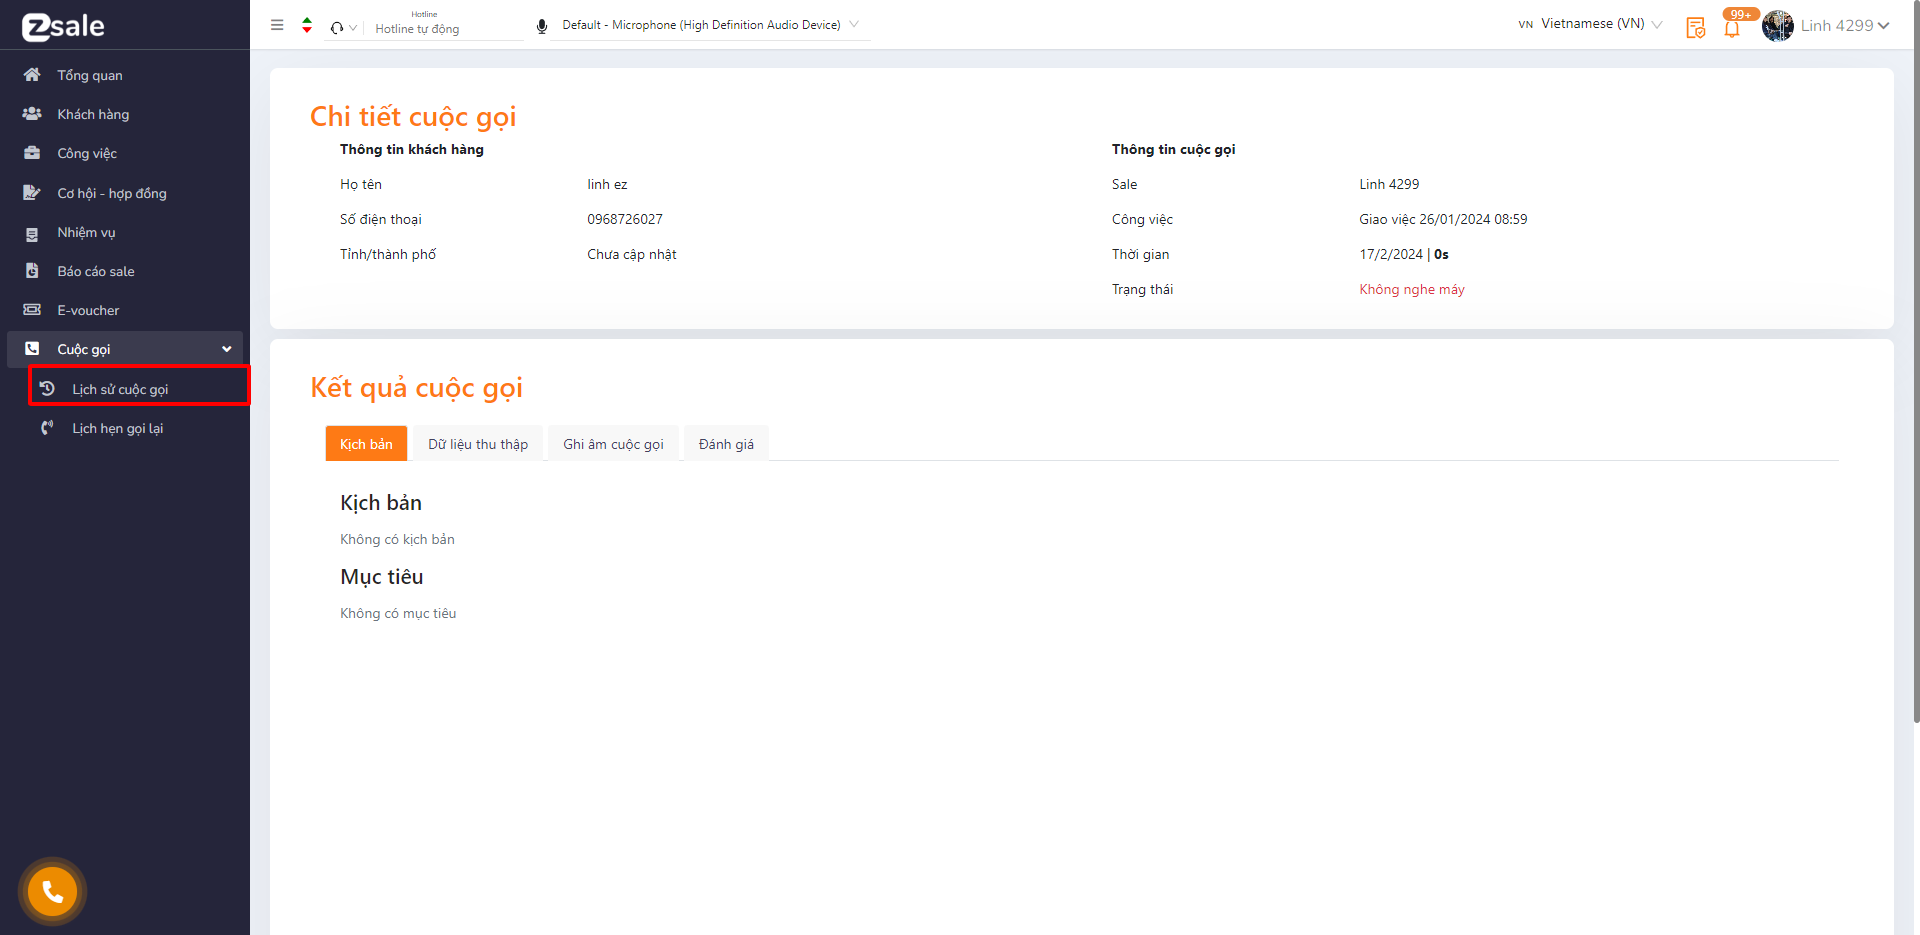 zsale
Tổng quan
Khách hàng
Công việc
Cơ hội - hợp đồng
Nhiệm vụ
Báo cáo sale
E-voucher
Cuộc gọi
Lịch sử cuộc gọi
Lịch hẹn gọi lại
Hotline
Hotline tự động
Default - Microphone (High Definition Audio Device)
VN Vietnamese (VN)
99+
Linh 4299
Chi tiết cuộc gọi
Thông tin khách hàng
Họ tên linh ez
Số điện thoại 0968726027
Tỉnh/thành phố Chưa cập nhật
Thông tin cuộc gọi
Sale Linh 4299
Công việc Giao việc 26/01/2024 08:59
Thời gian 17/2/2024 | 0s
Trạng thái Không nghe máy
Kết quả cuộc gọi
Kịch bản Dữ liệu thu thập Ghi âm cuộc gọi Đánh giá
Kịch bản
Không có kịch bản
Mục tiêu
Không có mục tiêu